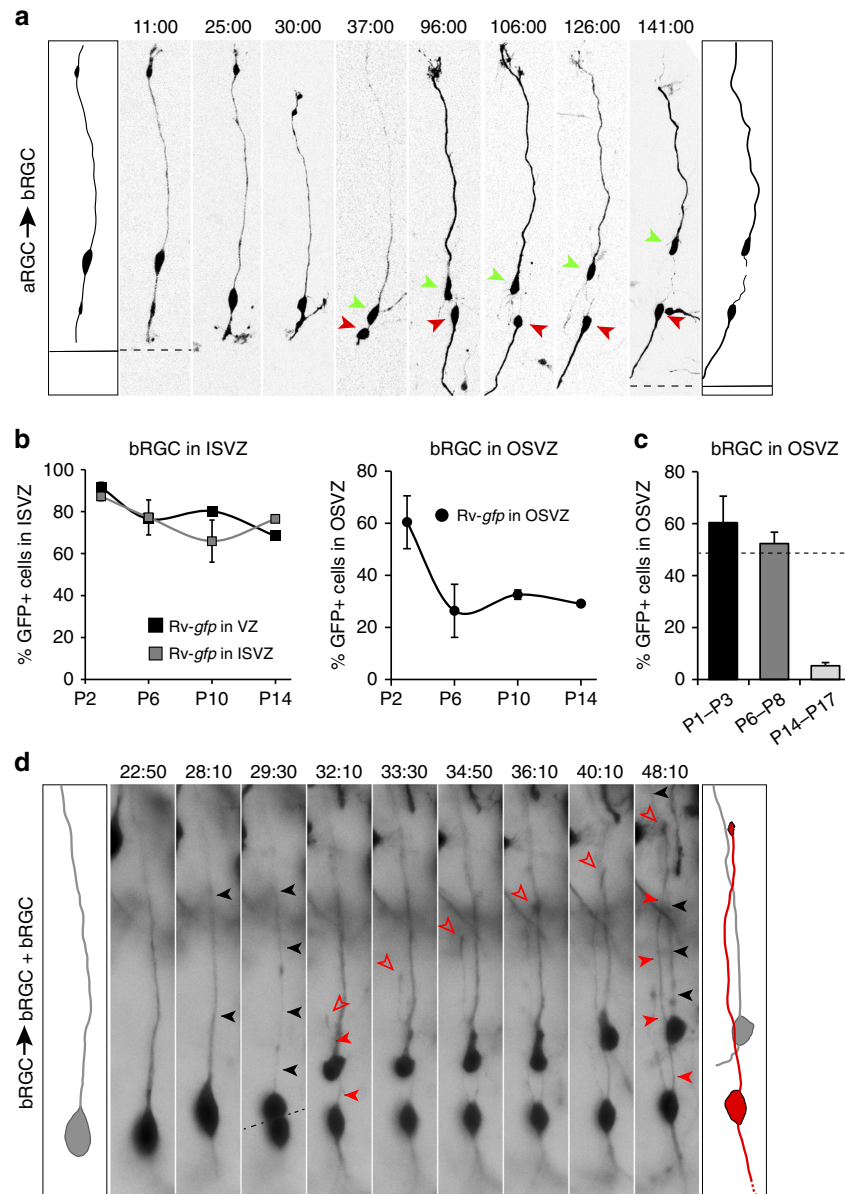 a
11:00 25:00 30:00 37:00 96:00 106:00 126:00 141:00
aRGC → bRGC
b
bRGC in ISVZ
% GFP+ cells in ISVZ
100
80
60
40
20
0
P2 P6 P10 P14
Rv-gfp in VZ
Rv-gfp in ISVZ
bRGC in OSVZ
% GFP+ cells in OSVZ
80
60
40
20
0
P2 P6 P10 P14
Rv-gfp in OSVZ
c
bRGC in OSVZ
% GFP+ cells in OSVZ
80
60
40
20
0
P1–P3 P6–P8 P14–P17
d
22:50 28:10 29:30 32:10 33:30 34:50 36:10 40:10 48:10
bRGC → bRGC + bRGC